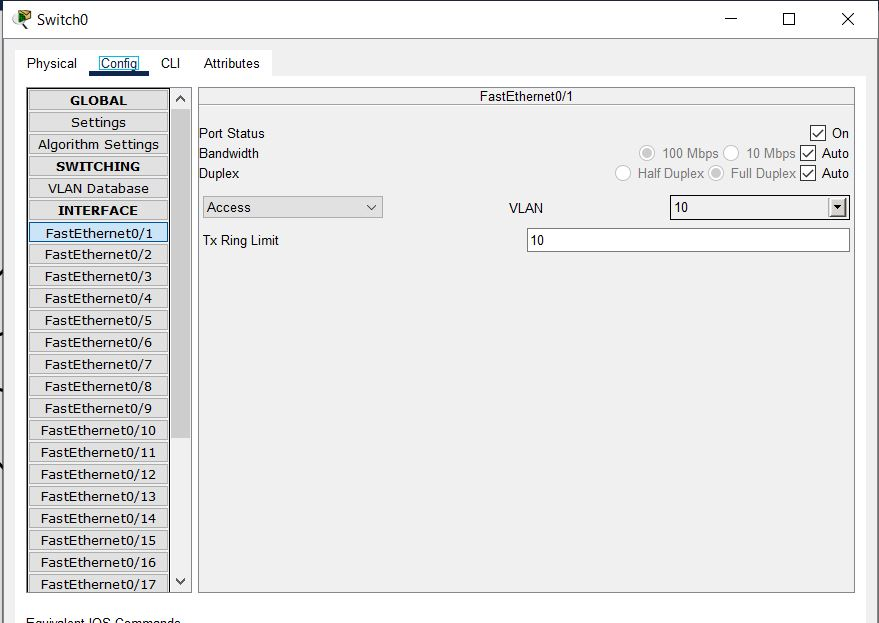 Switch0
Physical Config CLI Attributes
GLOBAL
Settings
Algorithm Settings
SWITCHING
VLAN Database
INTERFACE
FastEthernet0/1
FastEthernet0/2
FastEthernet0/3
FastEthernet0/4
FastEthernet0/5
FastEthernet0/6
FastEthernet0/7
FastEthernet0/8
FastEthernet0/9
FastEthernet0/10
FastEthernet0/11
FastEthernet0/12
FastEthernet0/13
FastEthernet0/14
FastEthernet0/15
FastEthernet0/16
FastEthernet0/17
FastEthernet0/1
Port Status On
Bandwidth 100 Mbps 10 Mbps Auto
Duplex Half Duplex Full Duplex Auto
Access VLAN 10
Tx Ring Limit 10
Equivalent IOS Commands